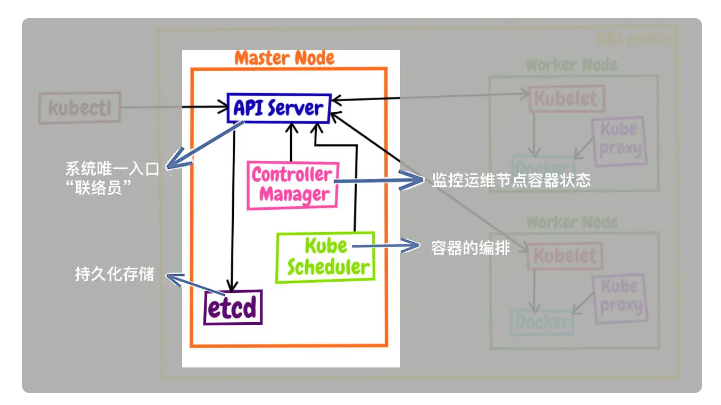 K8S cluster
Master Node
Worker Node
kubectl
API Server
Kubelet
Kube
proxy
Docker
系统唯一入口
“联络员”
Controller
Manager
监控运维节点容器状态
Kube
Scheduler
容器的编排
持久化存储
etcd
Worker Node
Kubelet
Kube
proxy
Docker